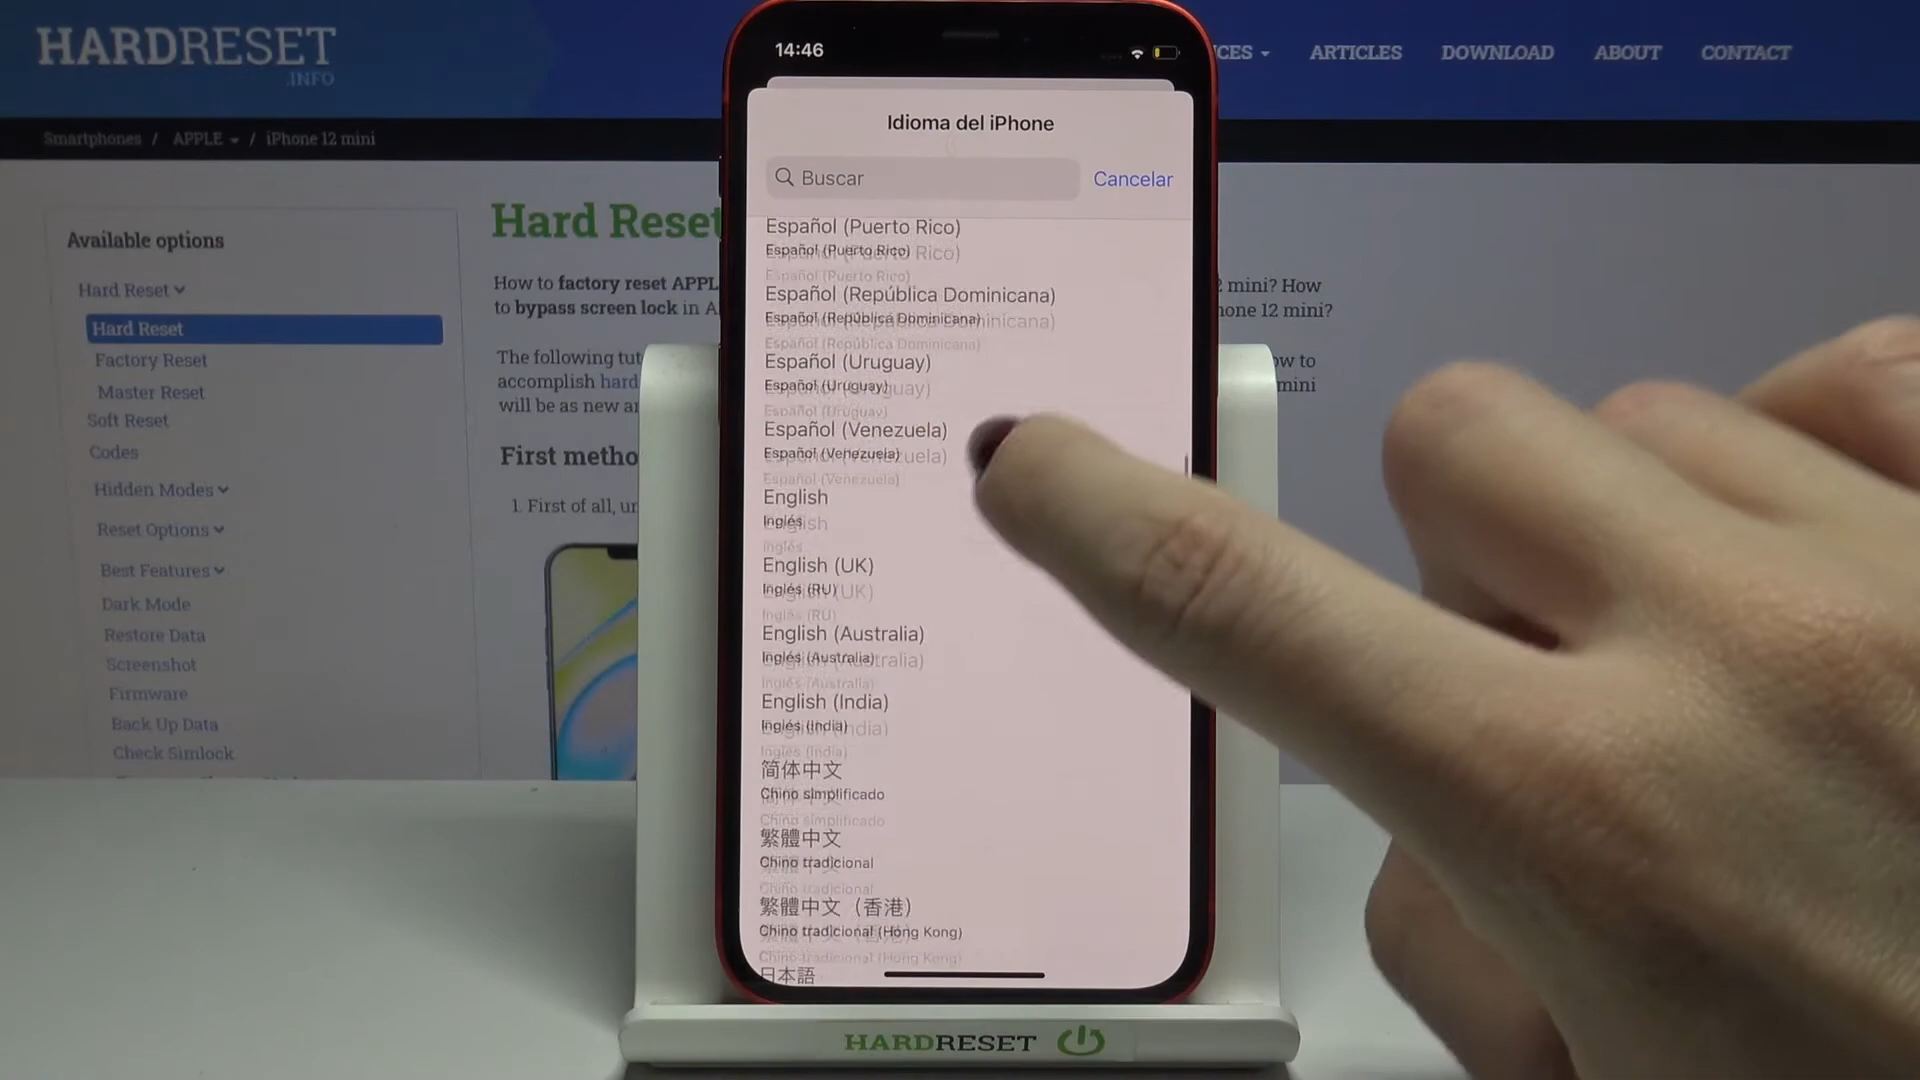 HARDRESET
.INFO
ARTICLES
DOWNLOAD
ABOUT
CONTACT
Smartphones / APPLE / iPhone 12 mini
Available options
Hard Reset
Hard Reset
Factory Reset
Master Reset
Soft Reset
Codes
Hidden Modes
Reset Options
Best Features
Dark Mode
Restore Data
Screenshot
Firmware
Back Up Data
Check Simlock
Hard Reset
How to factory reset APPL
to bypass screen lock in A
mini? How
12 mini?
The following tut
accomplish hard
will be as new an
First metho
1. First of all, un
how to
mini
14:46
Idioma del iPhone
Buscar
Cancelar
Español (Puerto Rico)
Español (Puerto Rico)
Español (República Dominicana)
Español (República Dominicana)
Español (Uruguay)
Español (Uruguay)
Español (Venezuela)
Español (Venezuela)
English
Inglés
English (UK)
Inglés (RU)
English (Australia)
Inglés (Australia)
English (India)
Inglés (India)
简体中文
Chino simplificado
繁體中文
Chino tradicional
繁體中文（香港）
Chino tradicional (Hong Kong)
日本語
HARDRESET